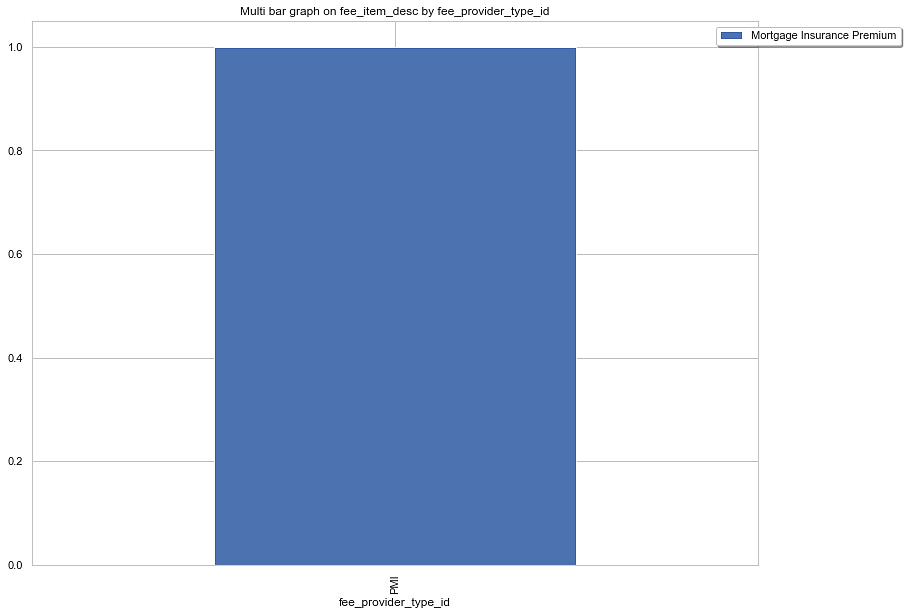 Multi bar graph on fee_item_desc by fee_provider_type_id
Mortgage Insurance Premium
1.0
0.8
0.6
0.4
0.2
0.0
PMI
fee_provider_type_id